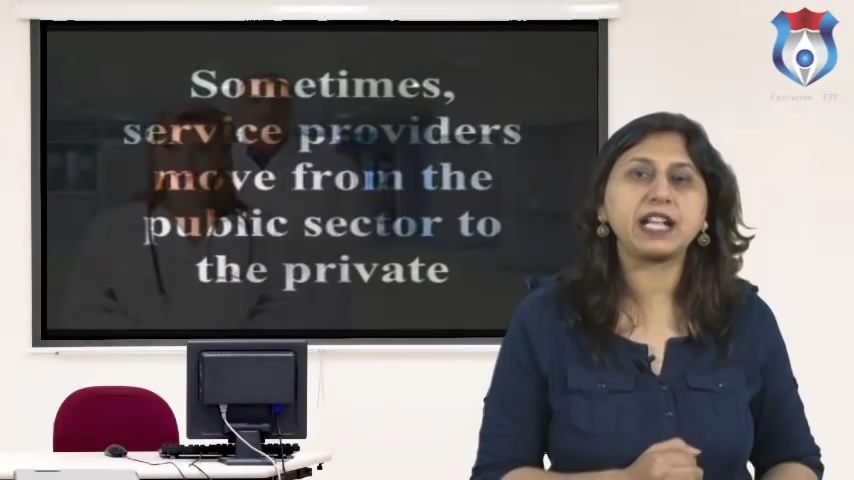 Sometimes,
service providers
move from the
public sector to
the private